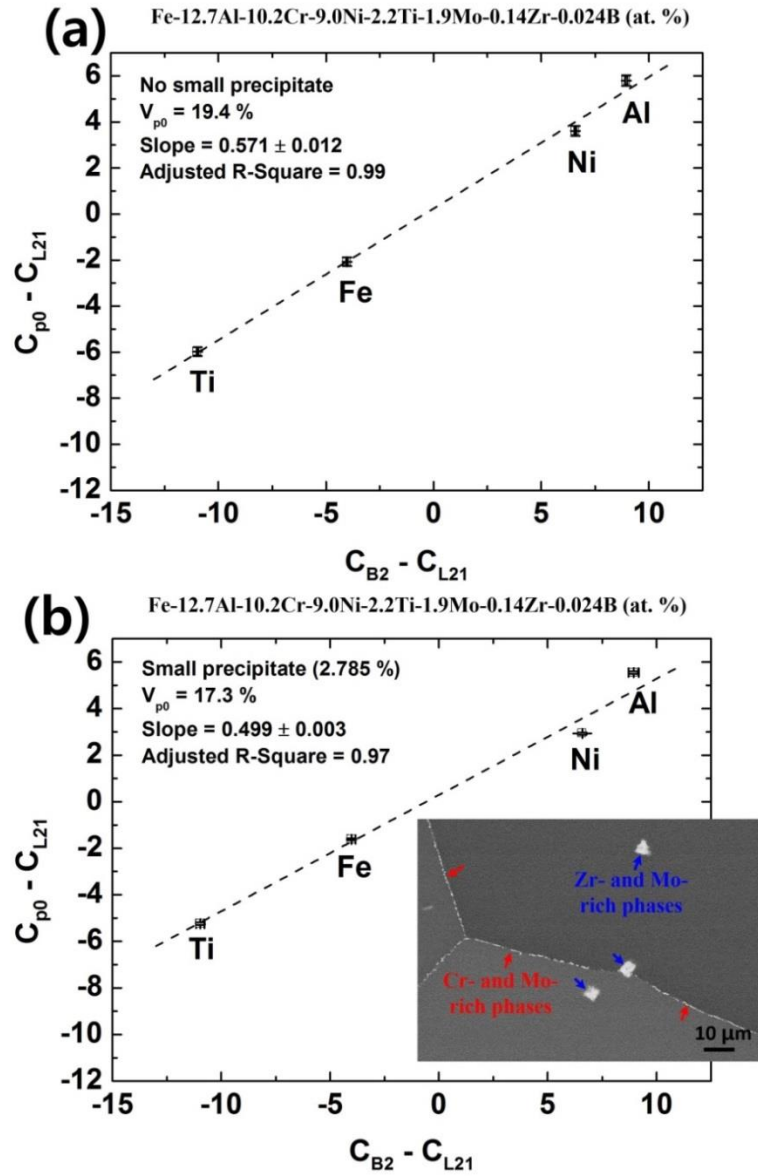 (a)
Fe-12.7Al-10.2Cr-9.0Ni-2.2Ti-1.9Mo-0.14Zr-0.024B (at. %)
No small precipitate
Vp0 = 19.4 %
Slope = 0.571 ± 0.012
Adjusted R-Square = 0.99
6
4
2
0
-2
-4
-6
-8
-10
-12
Cp0 - CL21
Al
Ni
Fe
Ti
-15 -10 -5 0 5 10
CB2 - CL21
(b)
Fe-12.7Al-10.2Cr-9.0Ni-2.2Ti-1.9Mo-0.14Zr-0.024B (at. %)
Small precipitate (2.785 %)
Vp0 = 17.3 %
Slope = 0.499 ± 0.003
Adjusted R-Square = 0.97
6
4
2
0
-2
-4
-6
-8
-10
-12
Cp0 - CL21
Al
Ni
Fe
Ti
Zr- and Mo-
rich phases
Cr- and Mo-
rich phases
10 µm
-15 -10 -5 0 5 10
CB2 - CL21